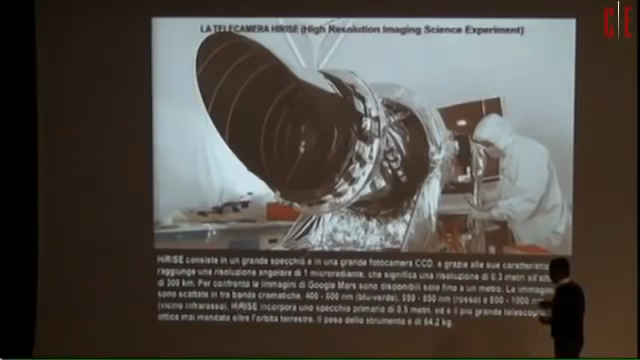 CIE
LA TELECAMERA HIRISE (High Resolution Imaging Science Experiment)
HiRISE consiste in un grande specchio e in una grande fotocamera CCD, e grazie alle sue caratteristic
raggiunge una risoluzione angolare di 1 microradiante, che significa una risoluzione di 0.3 metri all'
di 300 km. Per confronto le immagini di Google Mars sono disponibili solo fino a un metro. Le immagin
sono scattate in tre bande cromatiche, 400 - 600 nm (blu-verde), 550 - 850 nm (rosso) e 800 - 1000
(vicino infrarosso). HiRISE incorpora uno specchio primario di 0.5 metri, ed e il più grande telescopio
ottico mai mandato oltre l'orbita terrestre. Il peso dello strumento e di 64.2 kg.